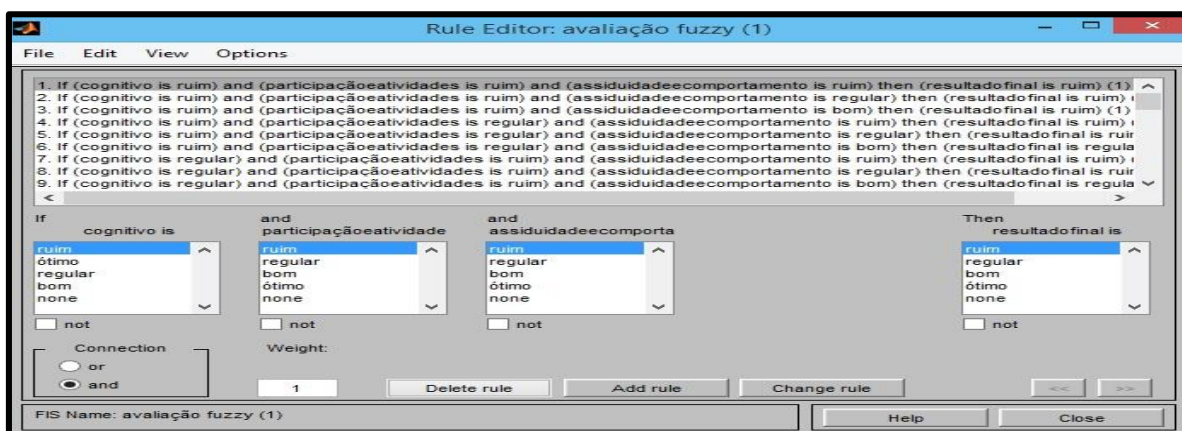 Rule Editor: avaliação fuzzy (1)
File Edit View Options
1. If (cognitivo is ruim) and (participaçãoeatividades is ruim) and (assiduidadeecomportamento is ruim) then (resultadofinal is ruim) (1)
2. If (cognitivo is ruim) and (participaçãoeatividades is ruim) and (assiduidadeecomportamento is regular) then (resultadofinal is ruim) (
3. If (cognitivo is ruim) and (participaçãoeatividades is ruim) and (assiduidadeecomportamento is bom) then (resultadofinal is ruim) (1)
4. If (cognitivo is ruim) and (participaçãoeatividades is regular) and (assiduidadeecomportamento is ruim) then (resultadofinal is ruim) (
5. If (cognitivo is ruim) and (participaçãoeatividades is regular) and (assiduidadeecomportamento is regular) then (resultadofinal is ruir
6. If (cognitivo is ruim) and (participaçãoeatividades is regular) and (assiduidadeecomportamento is bom) then (resultadofinal is regula
7. If (cognitivo is regular) and (participaçãoeatividades is ruim) and (assiduidadeecomportamento is ruim) then (resultadofinal is ruim) (
8. If (cognitivo is regular) and (participaçãoeatividades is ruim) and (assiduidadeecomportamento is regular) then (resultadofinal is ruir
9. If (cognitivo is regular) and (participaçãoeatividades is ruim) and (assiduidadeecomportamento is bom) then (resultadofinal is regula
If and and Then
cognitivo is participaçãoeatividade assiduidadeecomporta resultadofinal is
ruim ruim ruim ruim
ótimo regular regular regular
regular bom bom bom
bom ótimo ótimo ótimo
none none none none
not not not not
Connection Weight:
or
and 1 Delete rule Add rule Change rule << >>
FIS Name: avaliação fuzzy (1) Help Close